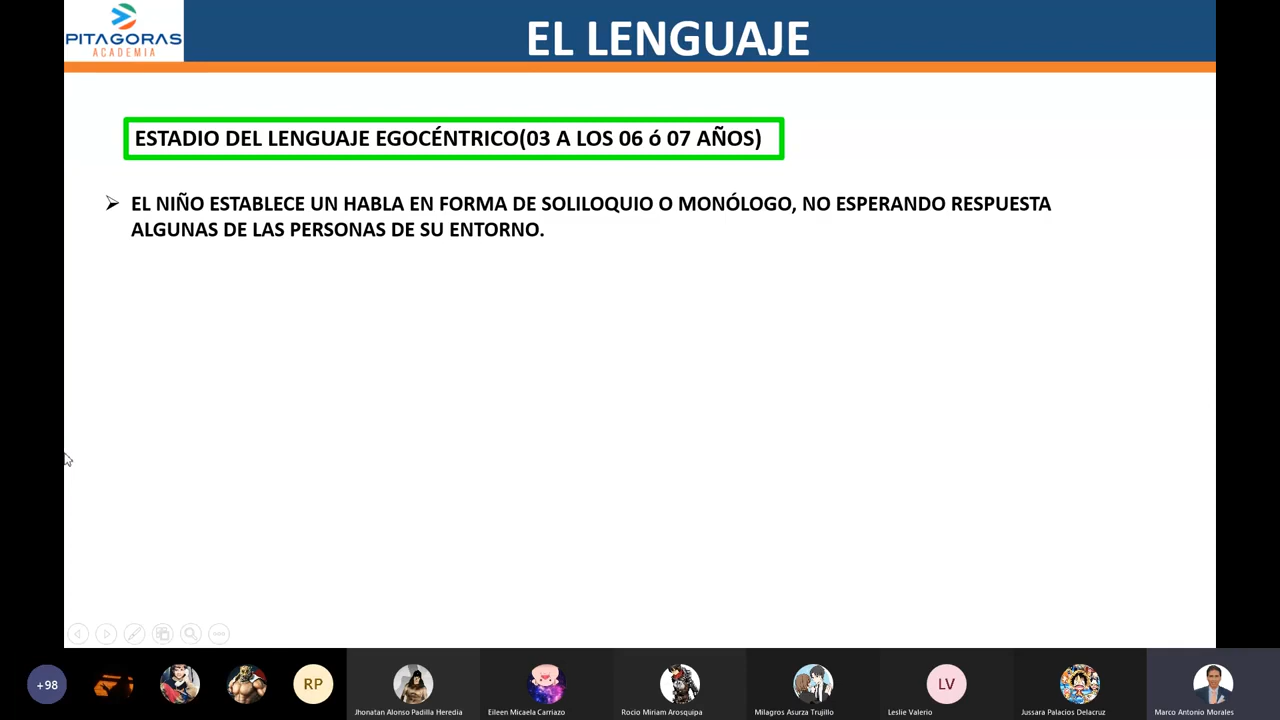 PITAGORAS
ACADEMIA
EL LENGUAJE
ESTADIO DEL LENGUAJE EGOCÉNTRICO(03 A LOS 06 ó 07 AÑOS)
EL NIÑO ESTABLECE UN HABLA EN FORMA DE SOLILOQUIO O MONÓLOGO, NO ESPERANDO RESPUESTA
ALGUNAS DE LAS PERSONAS DE SU ENTORNO.
+98
RP
LV
Jhonatan Alonso Padilla Heredia
Eileen Micaela Carriazo
Rocio Miriam Arosquipa
Milagros Asurza Trujillo
Leslie Valerio
Jussara Palacios Delacruz
Marco Antonio Morales